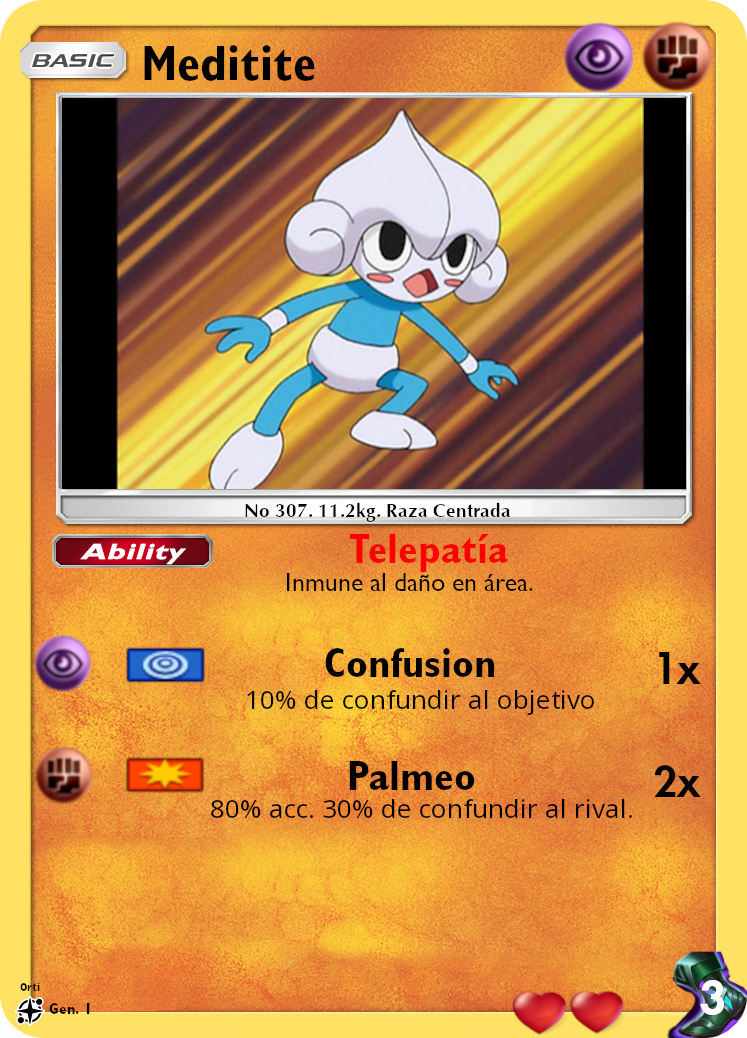 BASIC Meditite
No 307. 11.2kg. Raza Centrada
Ability Telepatía
Inmune al daño en área.
Confusion 1x
10% de confundir al objetivo
Palmeo 2x
80% acc. 30% de confundir al rival.
Orti
Gen. 1
3